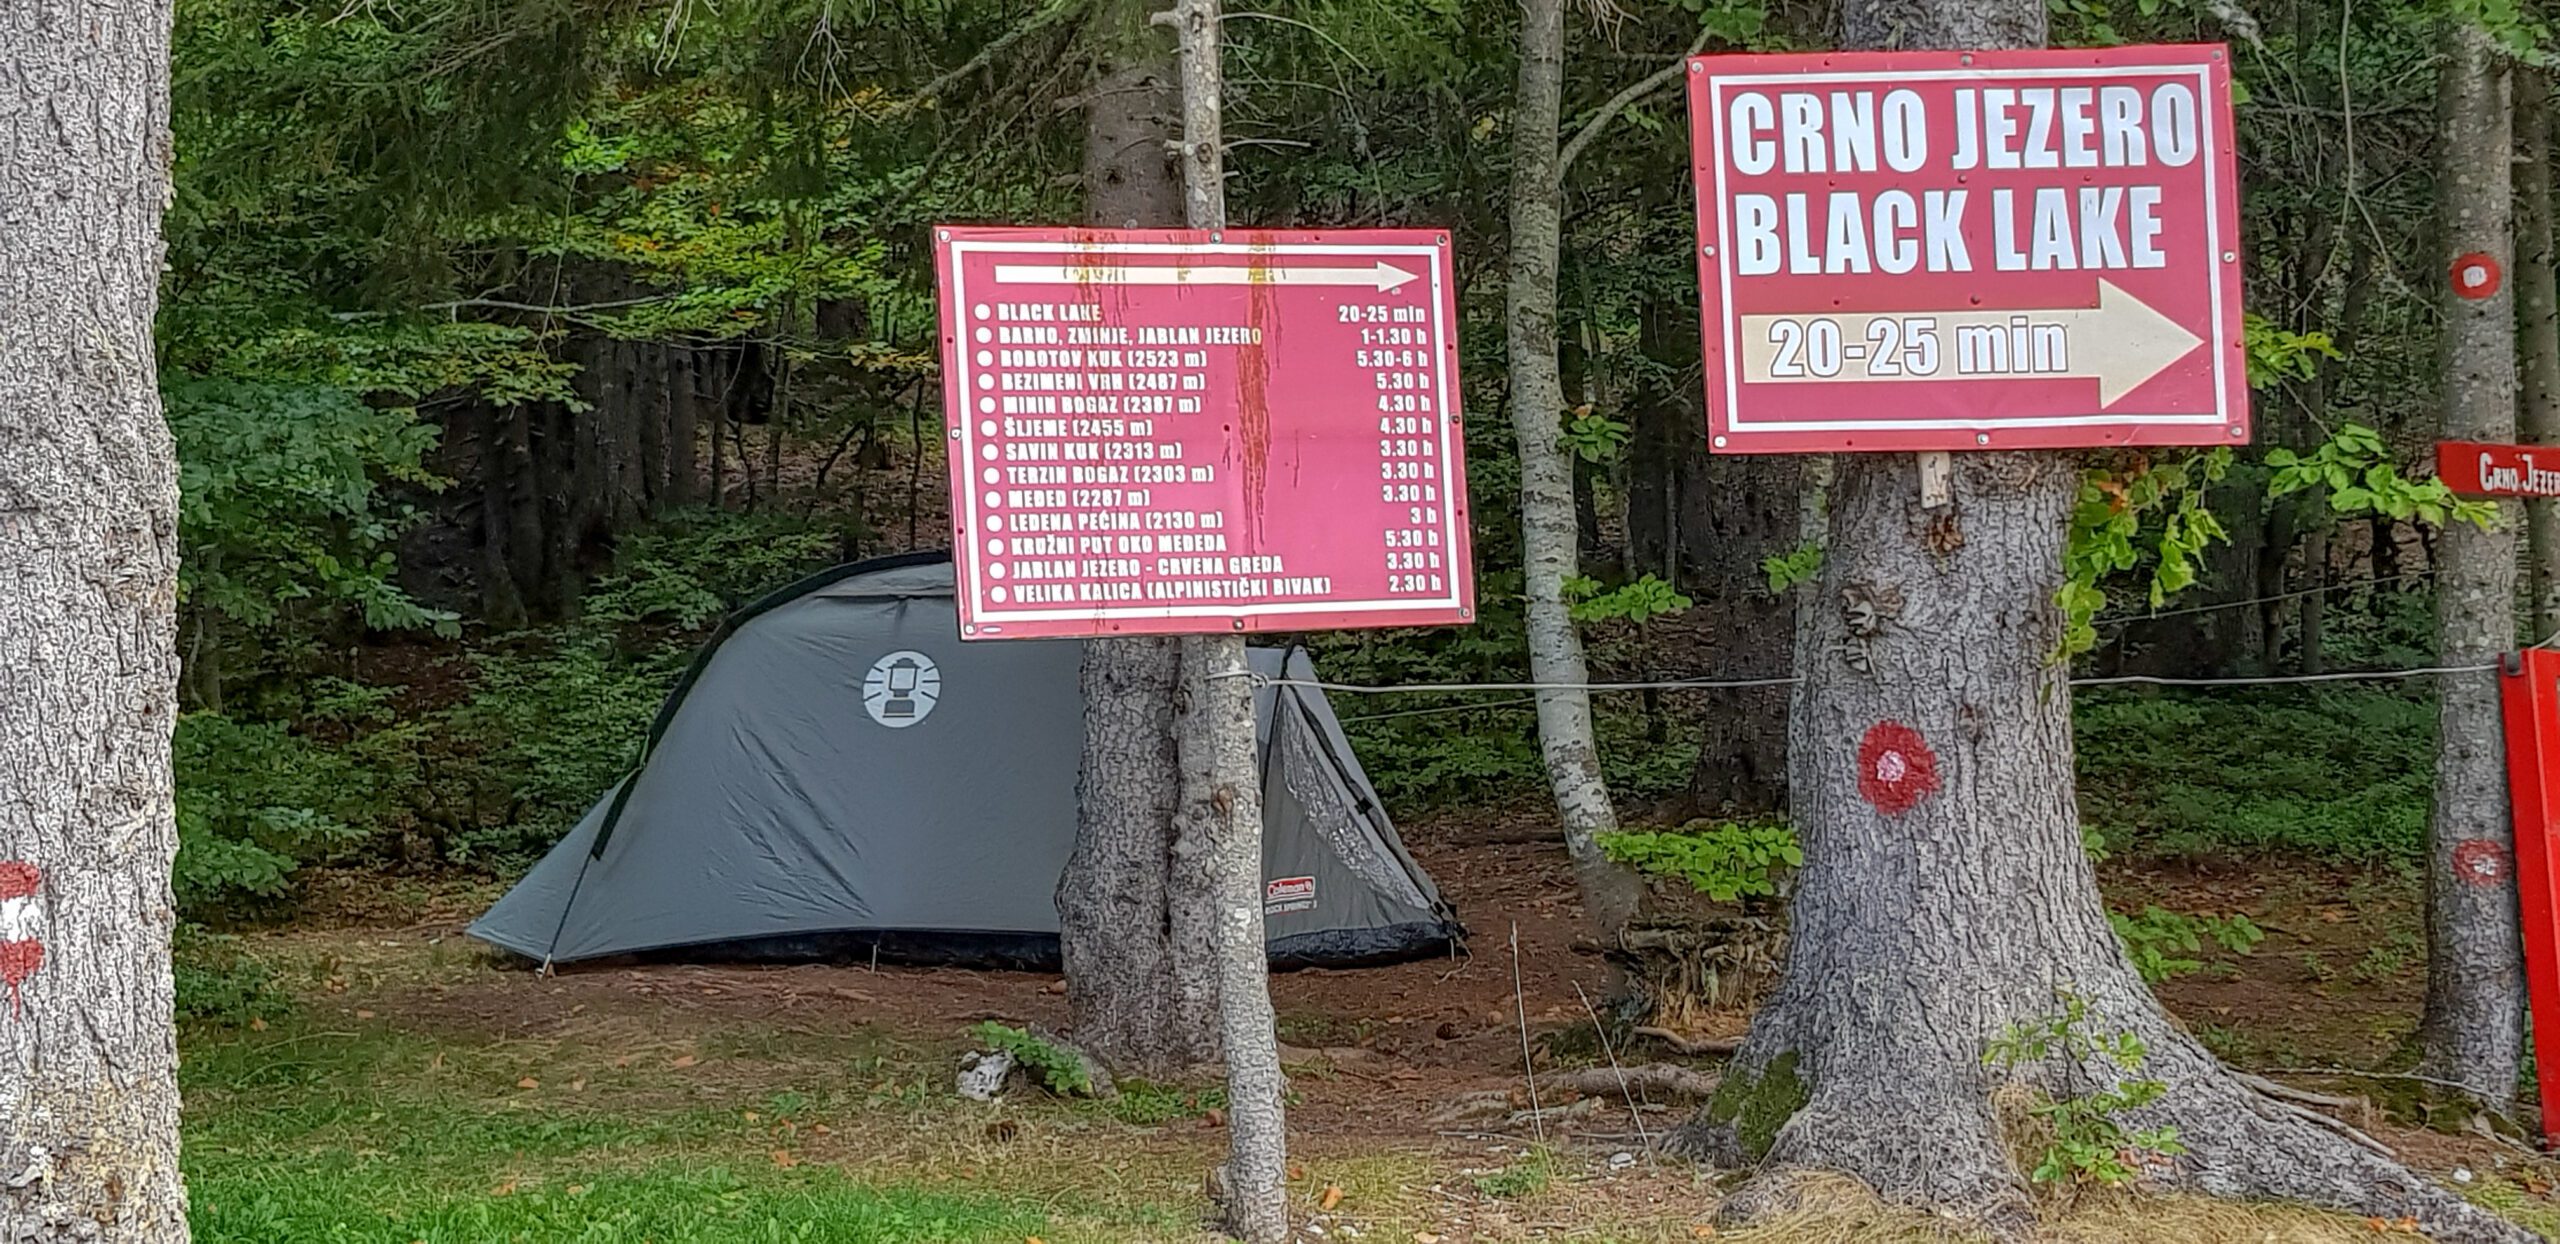 BLACK LAKE 20-25 min
BARNO, ZMINJE, JABLAN JEZERO 1-1.30 h
BOBOTOV KUK (2523 m) 5.30-6 h
BEZIMENI VRH (2487 m) 5.30 h
MININ BOGAZ (2387 m) 4.30 h
ŠLJEME (2455 m) 4.30 h
SAVIN KUK (2313 m) 3.30 h
TERZIN BOGAZ (2303 m) 3.30 h
MEĐED (2287 m) 3.30 h
LEDENA PEĆINA (2130 m) 3 h
KRUŽNI PUT OKO MEĐEDA 5.30 h
JABLAN JEZERO - CRVENA GREDA 3.30 h
VELIKA KALICA (ALPINISTIČKI BIVAK) 2.30 h
CRNO JEZERO
BLACK LAKE
20-25 min
CRNO JEZER
Coleman